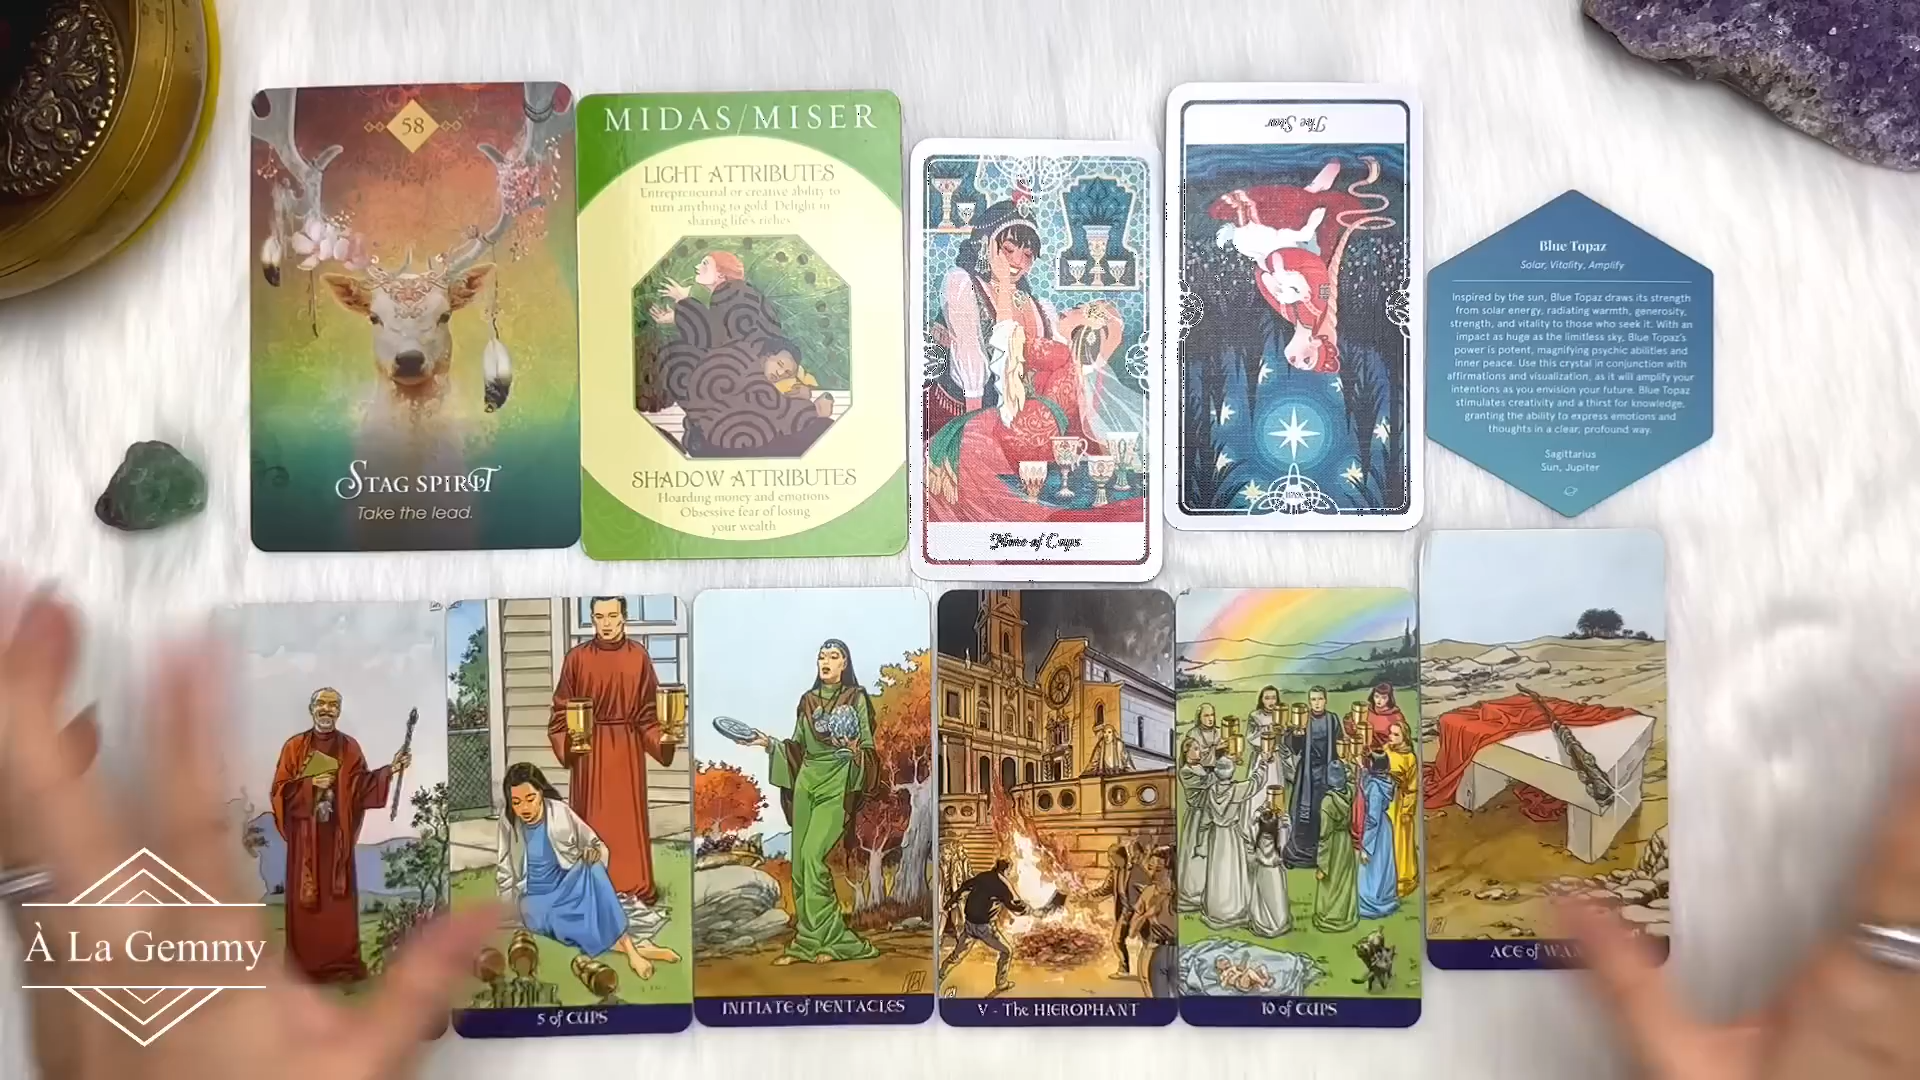 58
STAG SPIRIT
Take the lead.
MIDAS/MISER
LIGHT ATTRIBUTES
Entrepreneurial or creative ability to
turn anything to gold. Delight in
sharing life's riches
SHADOW ATTRIBUTES
Hoarding money and emotions
Obsessive fear of losing
your wealth
Nine of Cups
The Star
Blue Topaz
Solar, Vitality, Amplify
Inspired by the sun, Blue Topaz draws its strength
from solar energy, radiating warmth, generosity,
strength, and vitality to those who seek it. With an
impact as huge as the limitless sky, Blue Topaz's
power is potent, magnifying psychic abilities and
inner peace. Use this crystal in conjunction with
affirmations and visualization, as it will amplify your
intentions as you envision your future. Blue Topaz
stimulates creativity and a thirst for knowledge,
granting the ability to express emotions and
thoughts in a clear, profound way.
Sagittarius
Sun, Jupiter
5 of CUPS
INITIATE of PENTACLES
V - The HIEROPHANT
10 of CUPS
ACE of
À La Gemmy